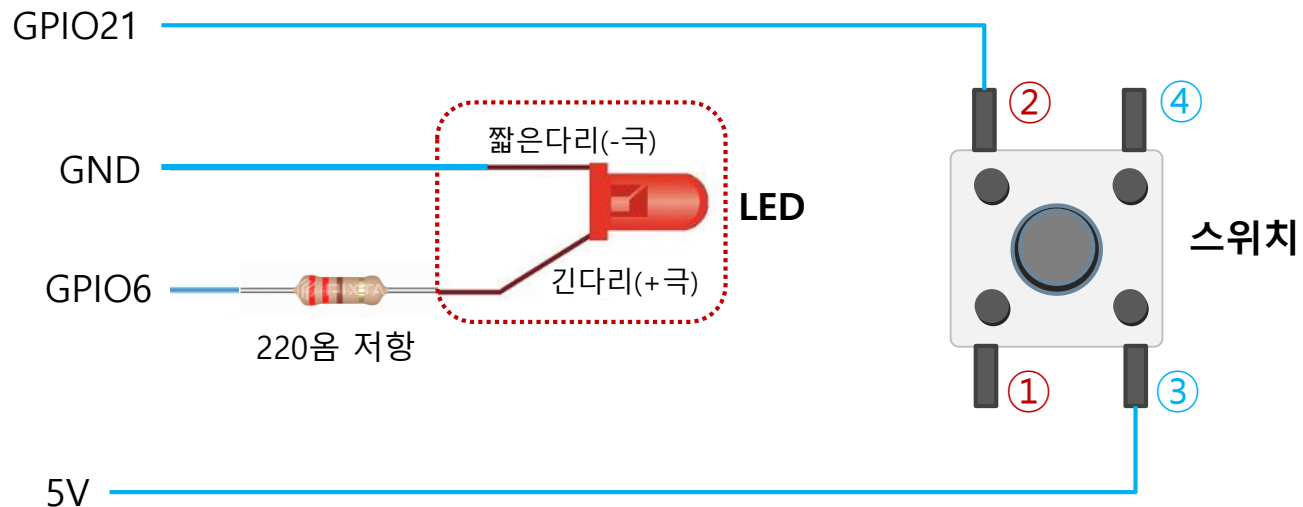 GPIO21
②
④
짧은다리(-극)
GND
LED
스위치
긴다리(+극)
GPIO6
PIXTA
220옴 저항
①
③
5V